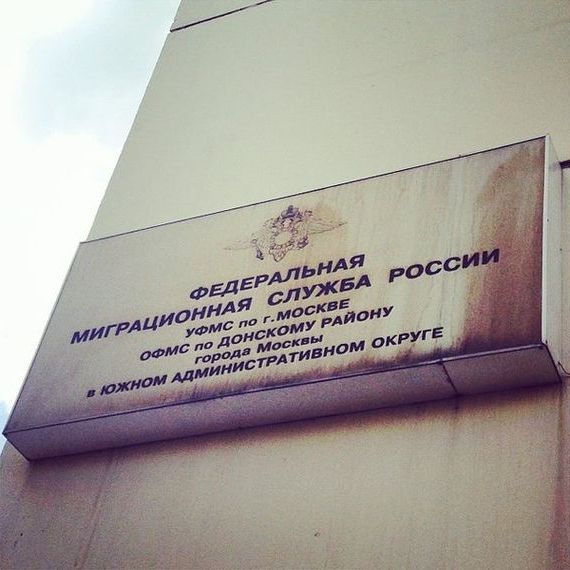 ФЕДЕРАЛЬНАЯ
МИГРАЦИОННАЯ СЛУЖБА РОССИИ
УФМС по г. МОСКВЕ
ОФМС по ДОНСКОМУ РАЙОНУ
города Москвы
в ЮЖНОМ АДМИНИСТРАТИВНОМ ОКРУГЕ